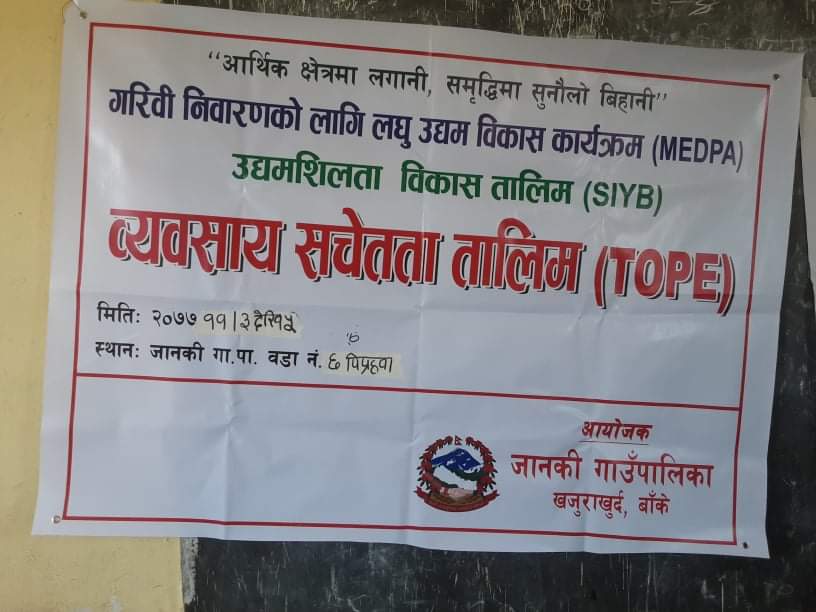 “आर्थिक क्षेत्रमा लगानी, समृद्धिमा सुनौलो बिहानी”
गरिवी निवारणको लागि लघु उद्यम विकास कार्यक्रम (MEDPA)
उद्यमशिलता विकास तालिम (SIYB)
व्यवसाय सचेतता तालिम (TOPE)
मितिः २०७७ ११।३ देखि ५
स्थानः जानकी गा.पा. वडा नं. ६ पिप्रहवा
आयोजक
जानकी गाउँपालिका
खजुराखुर्द, बाँके